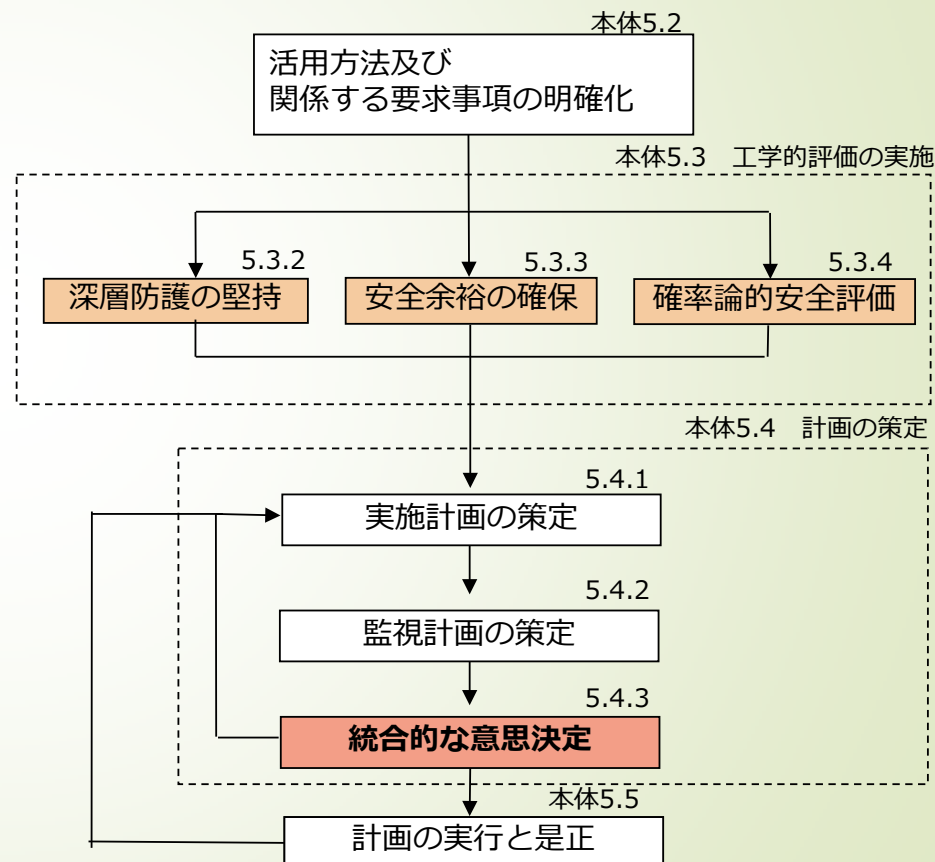 本体5.2
活用方法及び
関係する要求事項の明確化
本体5.3　工学的評価の実施
5.3.2
深層防護の堅持
5.3.3
安全余裕の確保
5.3.4
確率論的安全評価
本体5.4　計画の策定
5.4.1
実施計画の策定
5.4.2
監視計画の策定
5.4.3
統合的な意思決定
本体5.5
計画の実行と是正